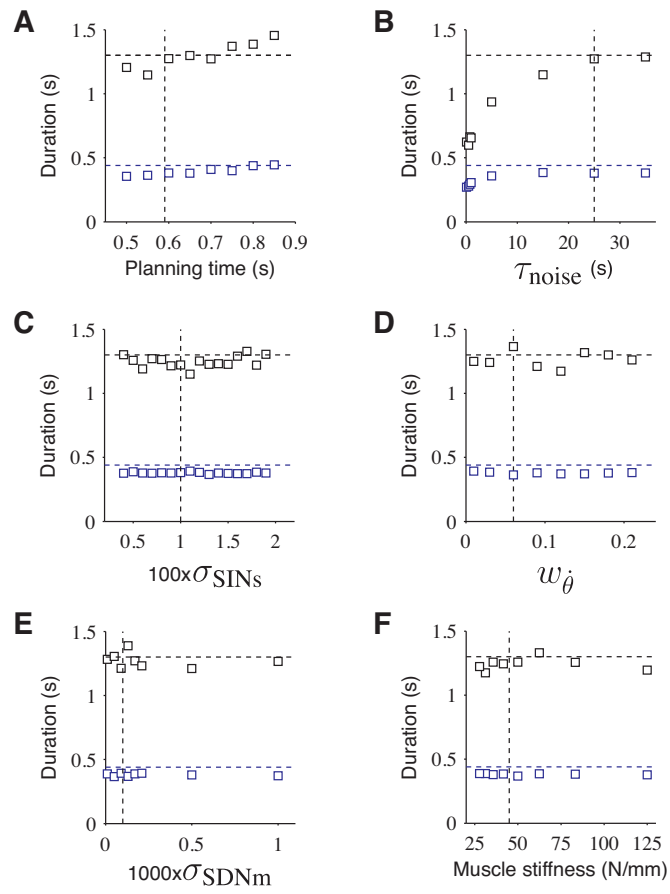 A
B
1.5
1
0.5
0
Duration (s)
0.5 0.6 0.7 0.8 0.9
Planning time (s)
1.5
1
0.5
0
Duration (s)
0 10 20 30
τnoise (s)
C
D
1.5
1
0.5
0
Duration (s)
0.5 1 1.5 2
100xσSINs
1.5
1
0.5
0
Duration (s)
0 0.1 0.2
wθ̇
E
F
1.5
1
0.5
0
Duration (s)
0 0.5 1
1000xσSDNm
1.5
1
0.5
0
Duration (s)
25 50 75 100 125
Muscle stiffness (N/mm)